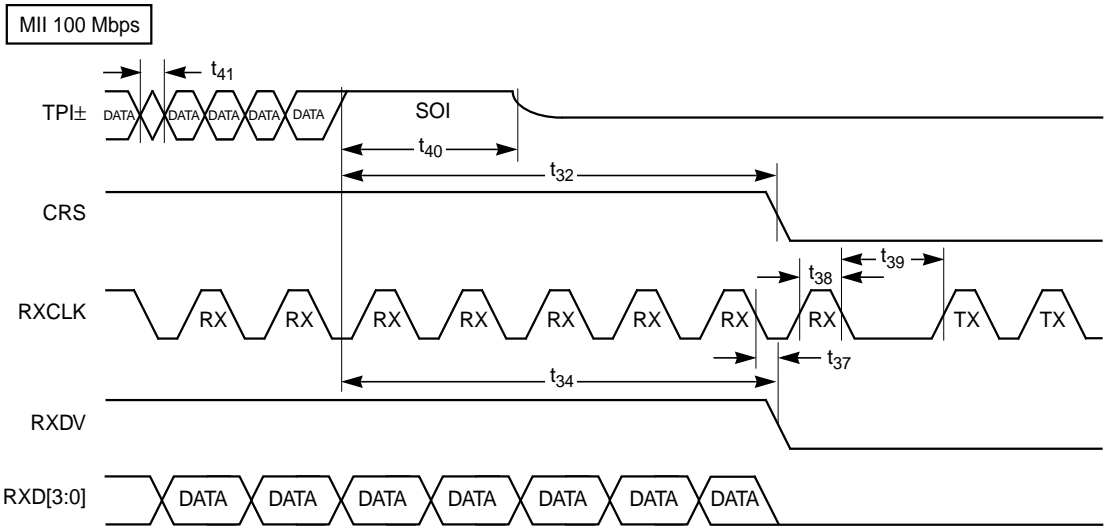 MII 100 Mbps
t41
TPI± DATA DATA DATA DATA DATA SOI
t40
t32
CRS
t38 t39
RXCLK RX RX RX RX RX RX RX TX TX
t37
t34
RXDV
RXD[3:0] DATA DATA DATA DATA DATA DATA DATA